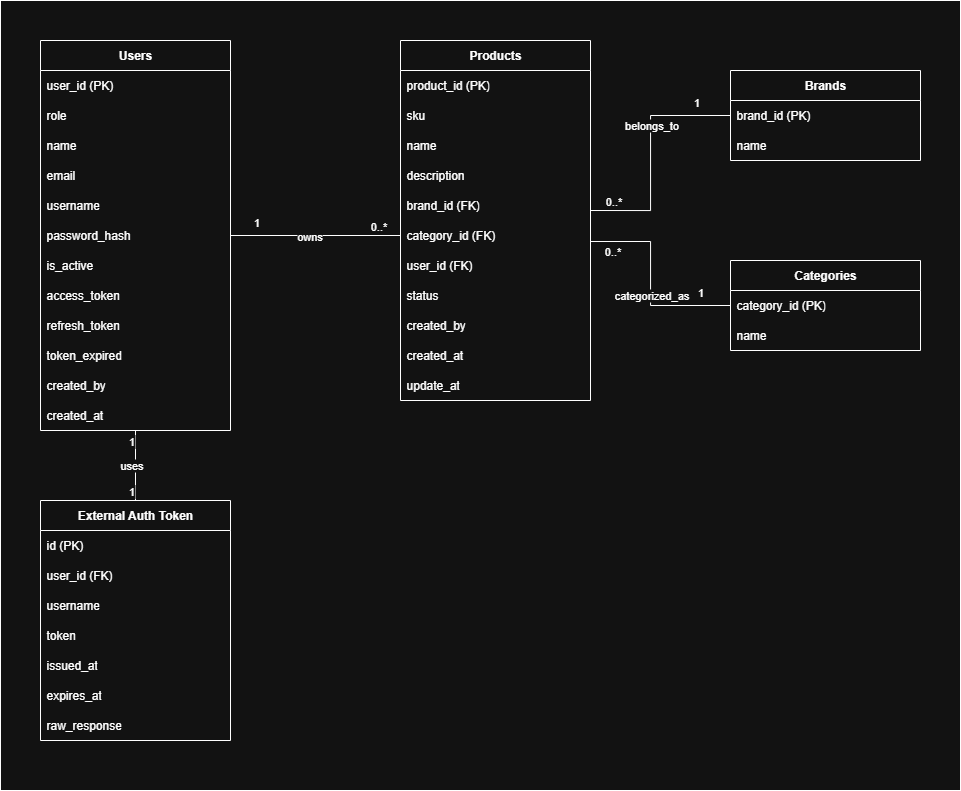 Users
user_id (PK)
role
name
email
username
password_hash
is_active
access_token
refresh_token
token_expired
created_by
created_at
1
owns
0..*
Products
product_id (PK)
sku
name
description
brand_id (FK)
category_id (FK)
user_id (FK)
status
created_by
created_at
update_at
0..*
belongs_to
1
Brands
brand_id (PK)
name
0..*
categorized_as
1
Categories
category_id (PK)
name
1
uses
1
External Auth Token
id (PK)
user_id (FK)
username
token
issued_at
expires_at
raw_response